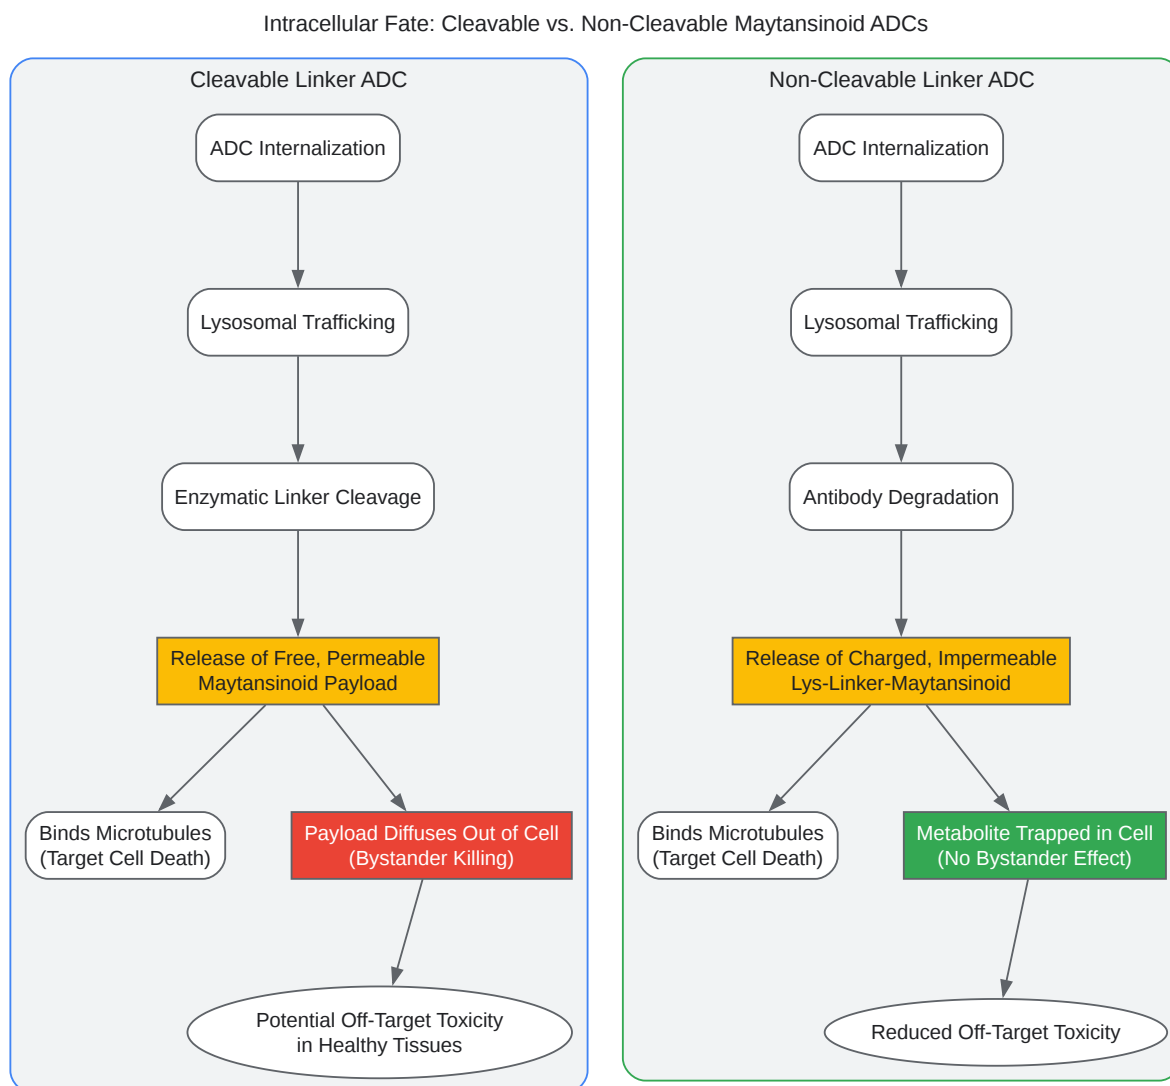 Intracellular Fate: Cleavable vs. Non-Cleavable Maytansinoid ADCs
Cleavable Linker ADC
ADC Internalization
Lysosomal Trafficking
Enzymatic Linker Cleavage
Release of Free, Permeable
Maytansinoid Payload
Binds Microtubules
(Target Cell Death)
Payload Diffuses Out of Cell
(Bystander Killing)
Potential Off-Target Toxicity
in Healthy Tissues
Non-Cleavable Linker ADC
ADC Internalization
Lysosomal Trafficking
Antibody Degradation
Release of Charged, Impermeable
Lys-Linker-Maytansinoid
Binds Microtubules
(Target Cell Death)
Metabolite Trapped in Cell
(No Bystander Effect)
Reduced Off-Target Toxicity